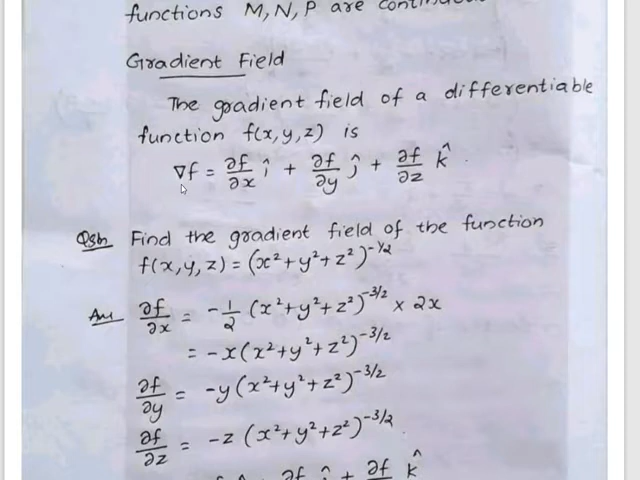 functions M, N, P are continuous
Gradient Field
The gradient field of a differentiable
function f(x,y,z) is
∇f = ∂f/∂x î + ∂f/∂y ĵ + ∂f/∂z k̂
Qsn Find the gradient field of the function
f(x,y,z) = (x²+y²+z²)^-1/2
Ans ∂f/∂x = -1/2 (x²+y²+z²)^-3/2 × 2x
= -x(x²+y²+z²)^-3/2
∂f/∂y = -y(x²+y²+z²)^-3/2
∂f/∂z = -z(x²+y²+z²)^-3/2
∂f î + ∂f k̂